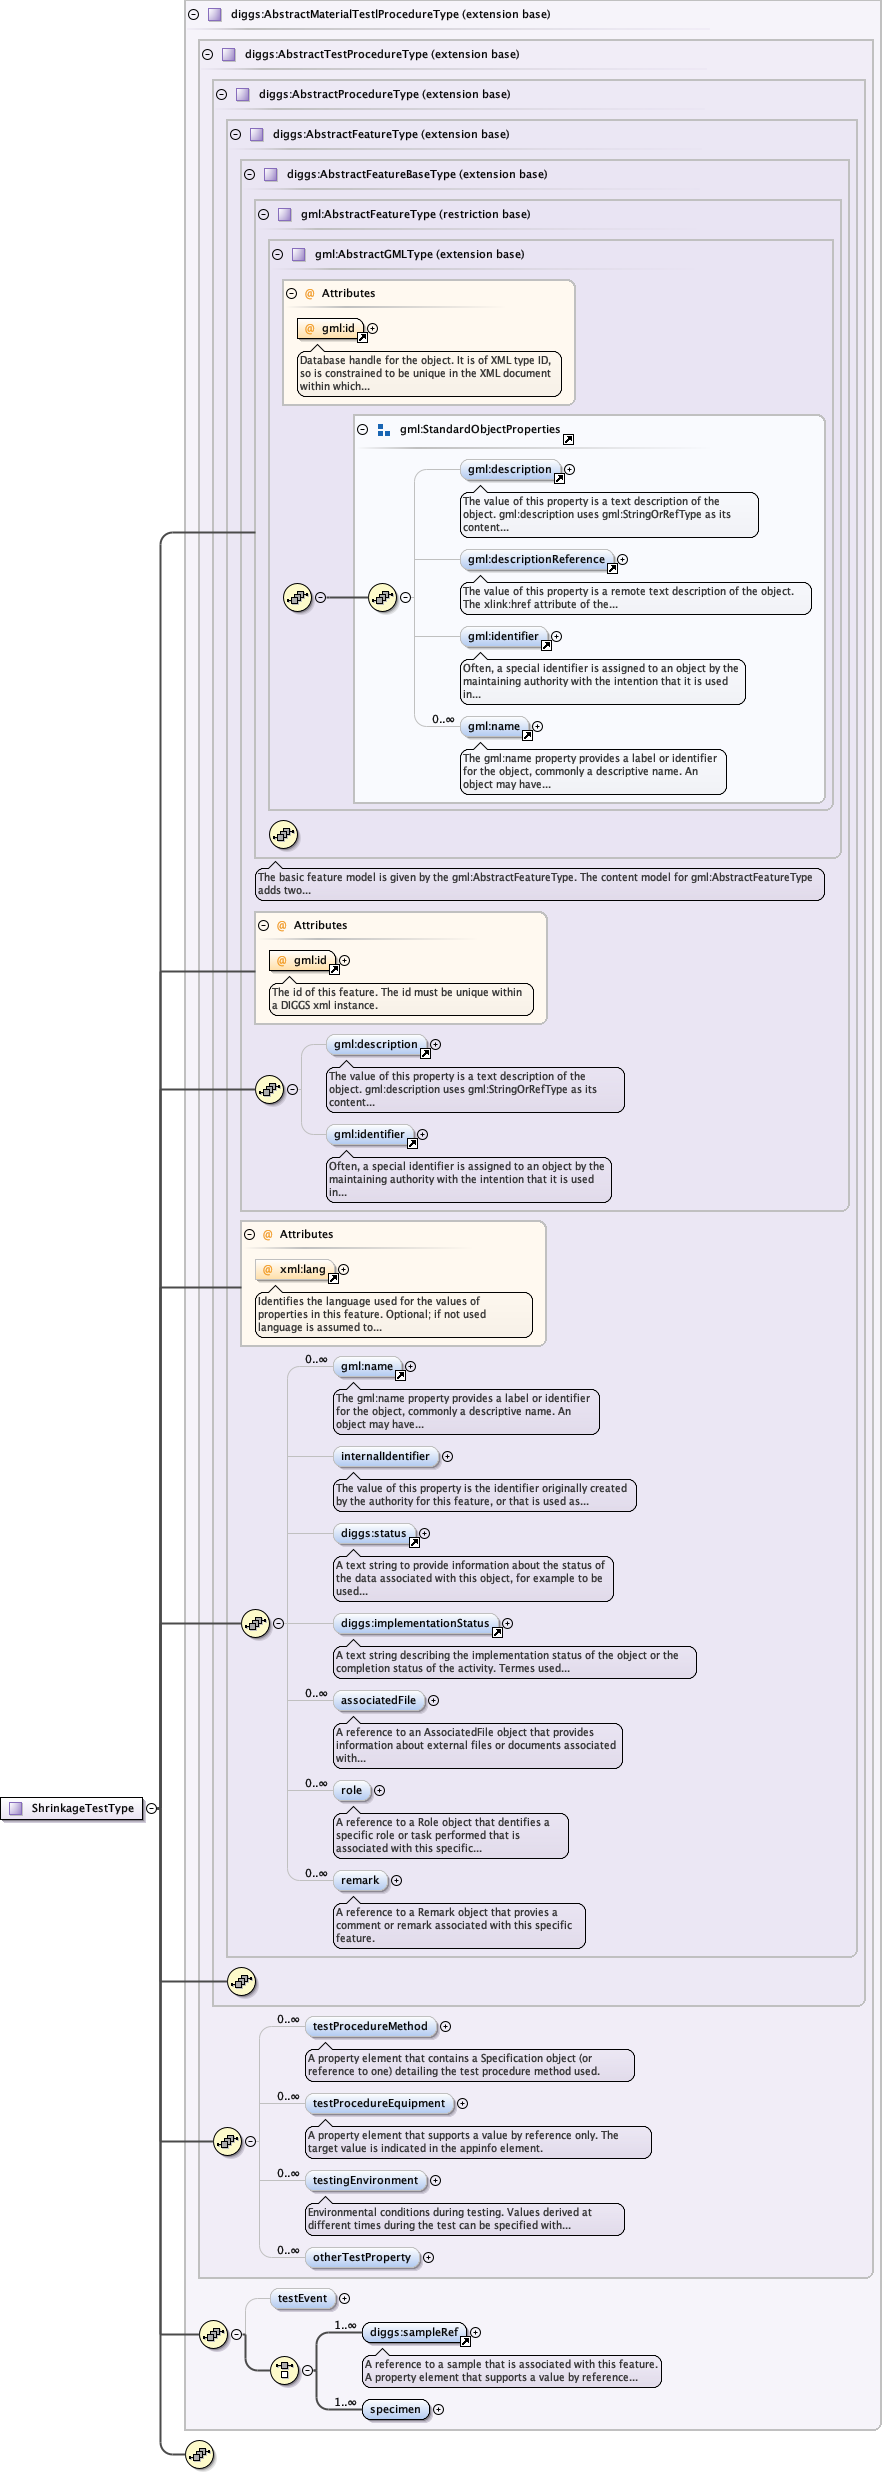 diggs:AbstractMaterialTestlProcedureType (extension base)
diggs:AbstractTestProcedureType (extension base)
diggs:AbstractProcedureType (extension base)
diggs:AbstractFeatureType (extension base)
diggs:AbstractFeatureBaseType (extension base)
gml:AbstractFeatureType (restriction base)
gml:AbstractGMLType (extension base)
@ Attributes
@ gml:id
Database handle for the object. It is of XML type ID,
so is constrained to be unique in the XML document
within which...
gml:StandardObjectProperties
gml:description
The value of this property is a text description of the
object. gml:description uses gml:StringOrRefType as its
content...
gml:descriptionReference
The value of this property is a remote text description of the object.
The xlink:href attribute of the...
gml:identifier
Often, a special identifier is assigned to an object by the
maintaining authority with the intention that it is used
in...
0..∞
gml:name
The gml:name property provides a label or identifier
for the object, commonly a descriptive name. An
object may have...
The basic feature model is given by the gml:AbstractFeatureType. The content model for gml:AbstractFeatureType
adds two...
@ Attributes
@ gml:id
The id of this feature. The id must be unique within
a DIGGS xml instance.
gml:description
The value of this property is a text description of the
object. gml:description uses gml:StringOrRefType as its
content...
gml:identifier
Often, a special identifier is assigned to an object by the
maintaining authority with the intention that it is used
in...
@ Attributes
@ xml:lang
Identifies the language used for the values of
properties in this feature. Optional; if not used
language is assumed to...
0..∞
gml:name
The gml:name property provides a label or identifier
for the object, commonly a descriptive name. An
object may have...
internalIdentifier
The value of this property is the identifier originally created
by the authority for this feature, or that is used as...
diggs:status
A text string to provide information about the status of
the data associated with this object, for example to be
used...
diggs:implementationStatus
A text string describing the implementation status of the object or the
completion status of the activity. Termes used...
0..∞
associatedFile
A reference to an AssociatedFile object that provides
information about external files or documents associated
with...
0..∞
role
A reference to a Role object that dentifies a
specific role or task performed that is
associated with this specific...
ShrinkageTestType
0..∞
remark
A reference to a Remark object that provies a
comment or remark associated with this specific
feature.
0..∞
testProcedureMethod
A property element that contains a Specification object (or
reference to one) detailing the test procedure method used.
0..∞
testProcedureEquipment
A property element that supports a value by reference only. The
target value is indicated in the appinfo element.
0..∞
testingEnvironment
Environmental conditions during testing. Values derived at
different times during the test can be specified with...
0..∞
otherTestProperty
testEvent
1..∞
diggs:sampleRef
A reference to a sample that is associated with this feature.
A property element that supports a value by reference...
1..∞
specimen